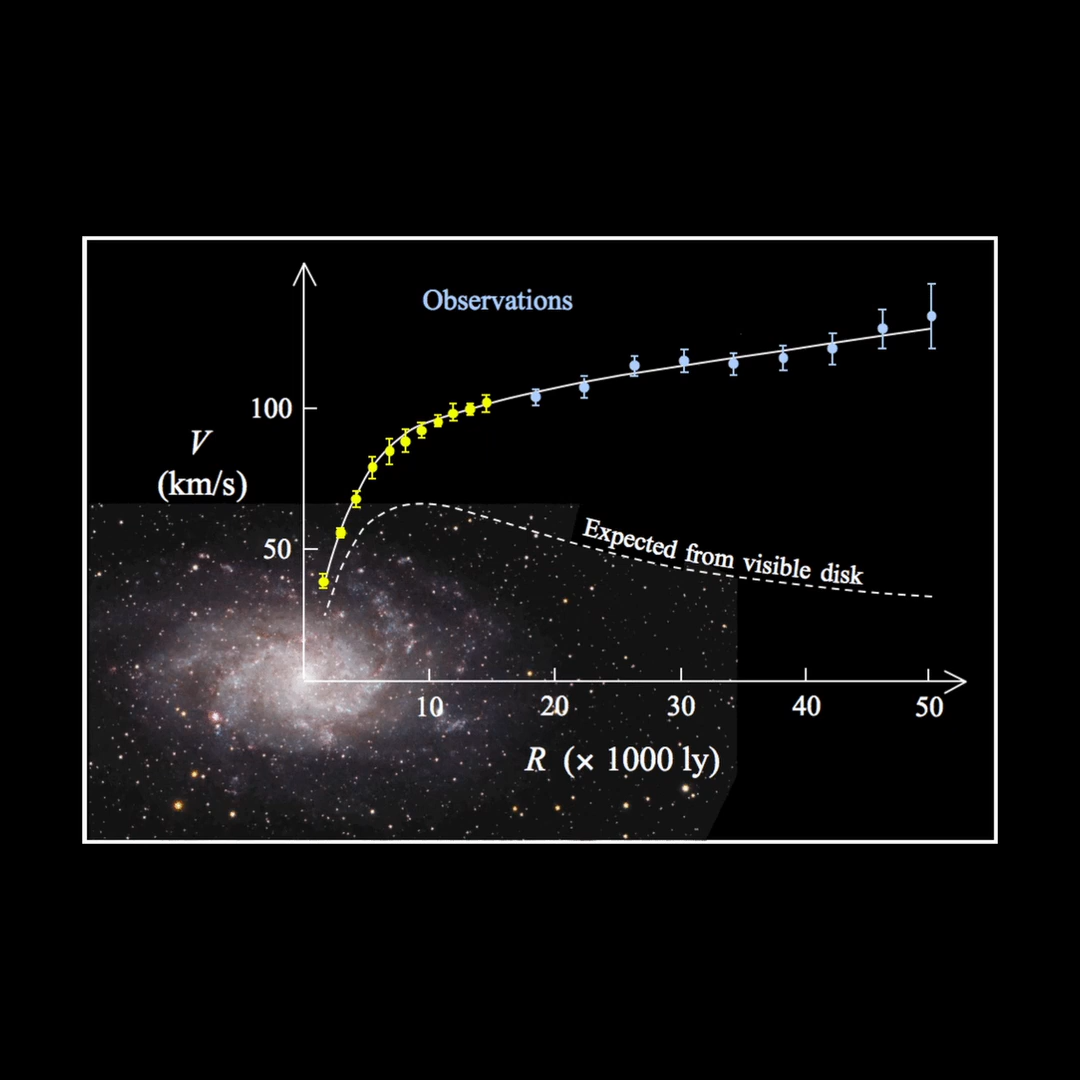 Observations
100
V
(km/s)
50
Expected from visible disk
10 20 30 40 50
R (× 1000 ly)